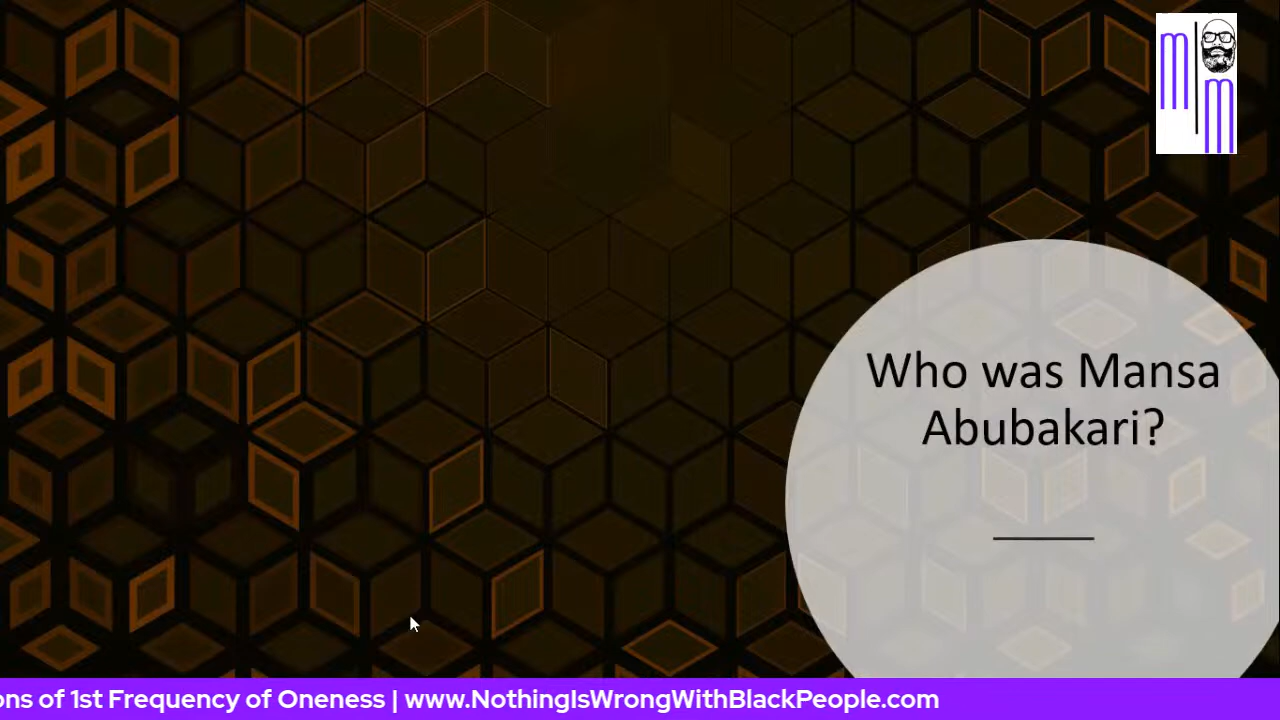 m
m
Who was Mansa
Abubakari?
ons of 1st Frequency of Oneness | www.NothingIsWrongWithBlackPeople.com